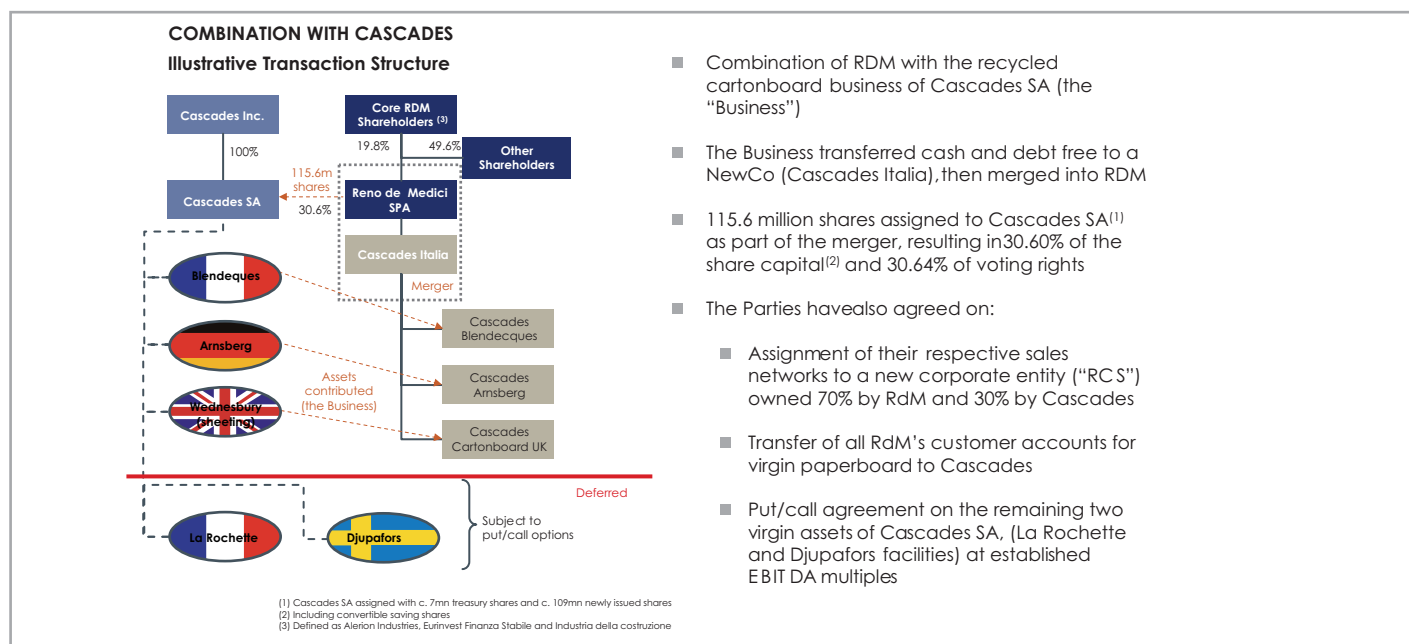 COMBINATION WITH CASCADES
Illustrative Transaction Structure
Cascades Inc.
Core RDM
Shareholders (3)
100%
19.8%
49.6%
Other
Shareholders
115.6m
shares
Cascades SA
30.6%
Reno de Medici
SPA
Cascades Italia
Merger
Blendeques
Cascades
Blendecques
Arnsberg
Cascades
Arnsberg
Assets
contributed
(the Business)
Wednesbury
(sheeting)
Cascades
Cartonboard UK
Deferred
La Rochette
Djupafors
Subject to
put/call options
(1) Cascades SA assigned with c. 7mn treasury shares and c. 109mn newly issued shares
(2) Including convertible saving shares
(3) Defined as Alerion Industries, Eurinvest Finanza Stabile and Industria della costruzione
■ Combination of RDM with the recycled
cartonboard business of Cascades SA (the
“Business”)
■ The Business transferred cash and debt free to a
NewCo (Cascades Italia), then merged into RDM
■ 115.6 million shares assigned to Cascades SA(1)
as part of the merger, resulting in30.60% of the
share capital(2) and 30.64% of voting rights
■ The Parties havealso agreed on:
■ Assignment of their respective sales
networks to a new corporate entity (“RCS”)
owned 70% by RdM and 30% by Cascades
■ Transfer of all RdM’s customer accounts for
virgin paperboard to Cascades
■ Put/call agreement on the remaining two
virgin assets of Cascades SA, (La Rochette
and Djupafors facilities) at established
EBIT DA multiples